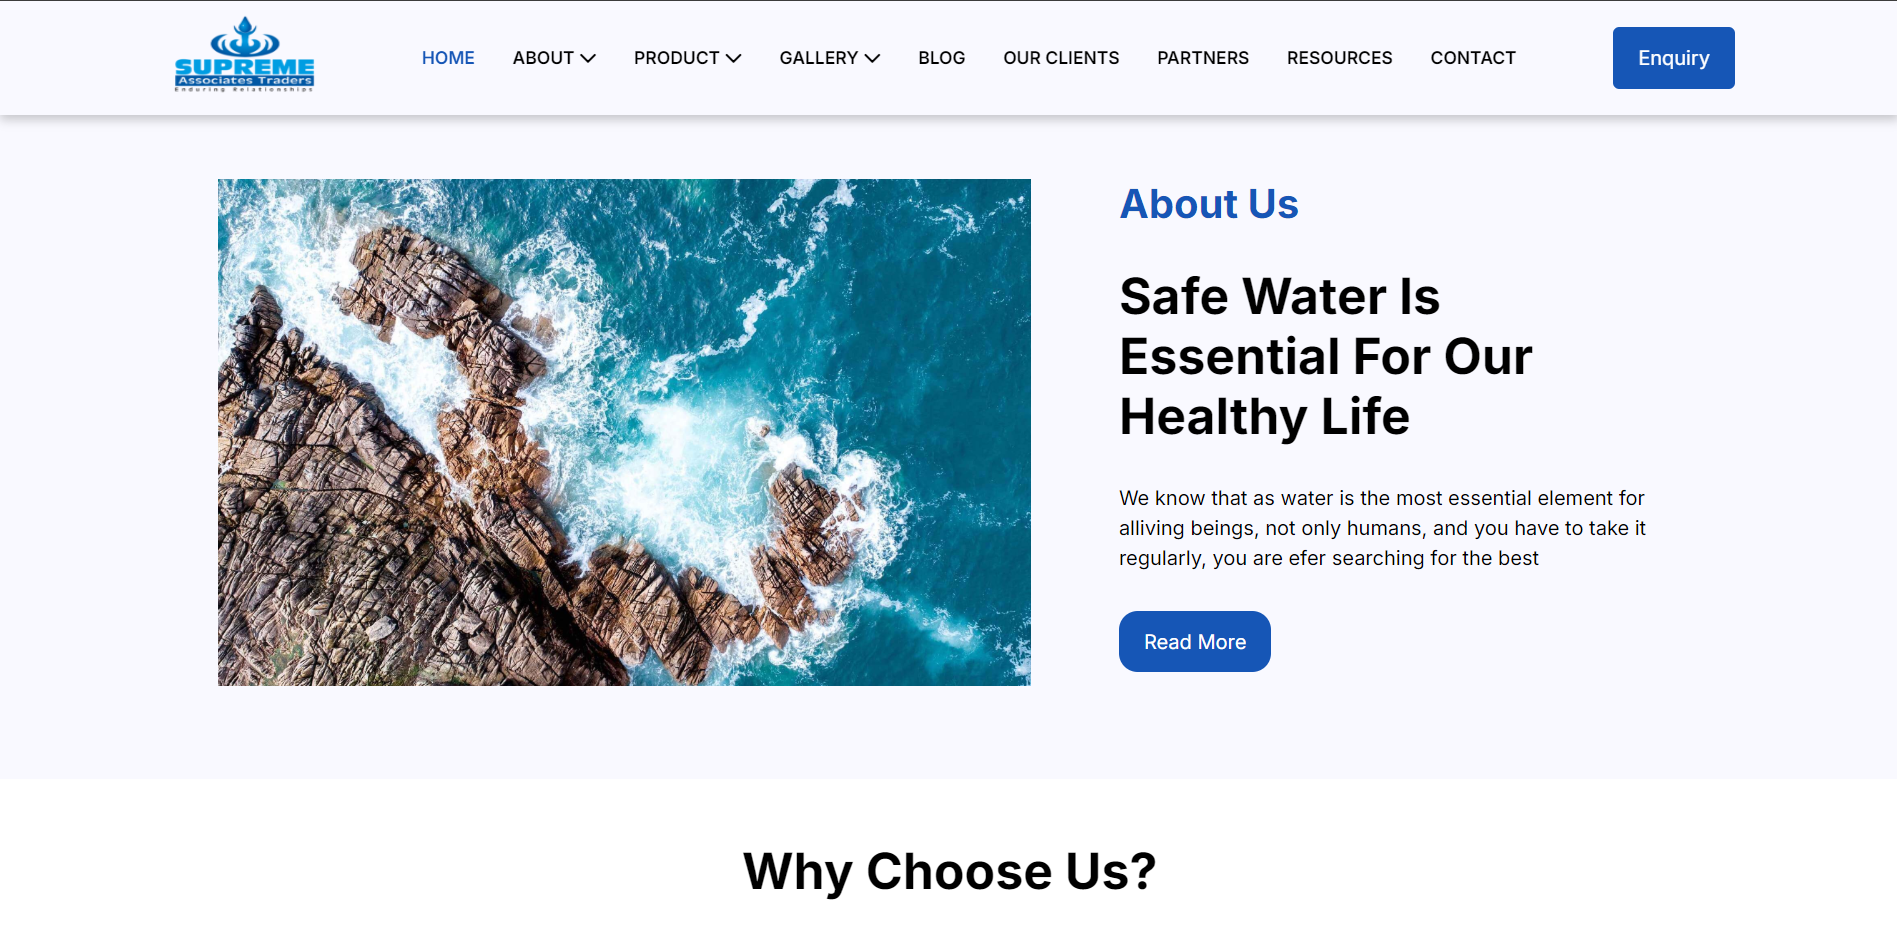 SUPREME
Associates Traders
Enduring Relationships
HOME ABOUT PRODUCT GALLERY BLOG OUR CLIENTS PARTNERS RESOURCES CONTACT Enquiry
About Us
Safe Water Is
Essential For Our
Healthy Life
We know that as water is the most essential element for
alliving beings, not only humans, and you have to take it
regularly, you are efer searching for the best
Read More
Why Choose Us?